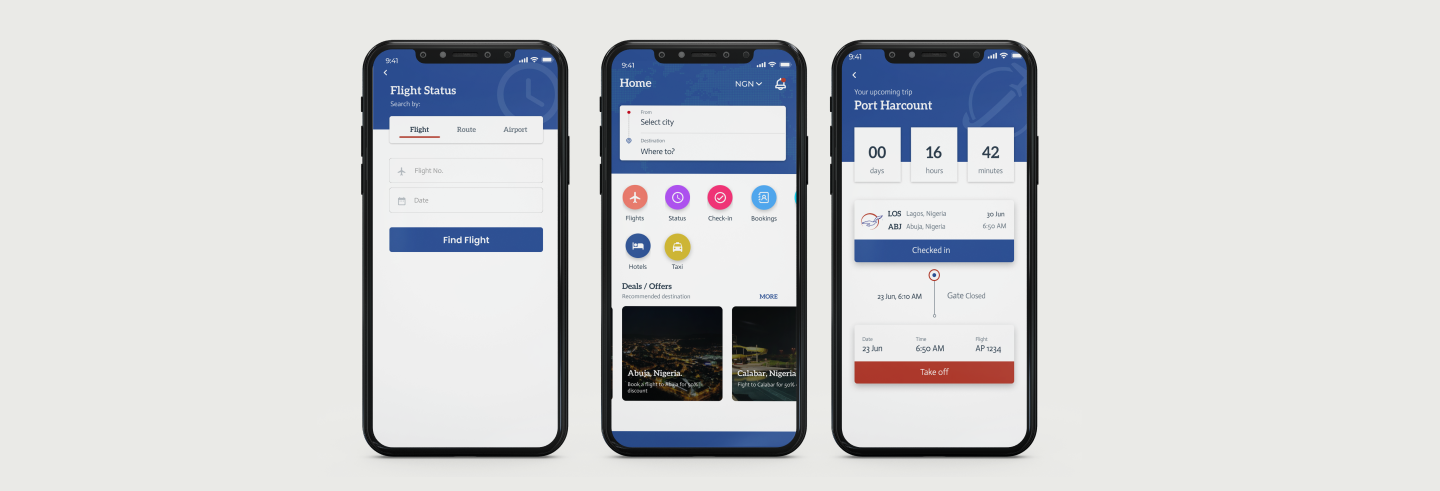 9:41
Flight Status
Search by:
Flight Route Airport
Flight No.
Date
Find Flight
9:41
Home
NGN
From
Select city
Destination
Where to?
Flights Status Check-in Bookings
Hotels Taxi
Deals / Offers
Recommended destination
MORE
Abuja, Nigeria.
Book a flight to Abuja for 50% discount
Calabar, Nigeria
Fight to Calabar for 50%
9:41
Your upcoming trip
Port Harcount
00 16 42
days hours minutes
LOS Lagos, Nigeria 30 Jun
ABJ Abuja, Nigeria 6:50 AM
Checked in
23 Jun, 6:10 AM Gate Closed
Date Time Flight
23 Jun 6:50 AM AP 1234
Take off